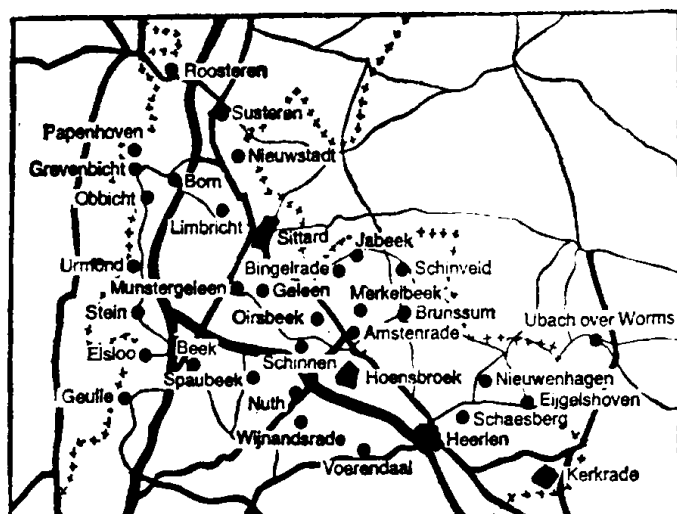 Roosteren
Susteren
Papenhoven
Nieuwstadt
Grevenbicht
Born
Obbicht
Limbricht
Sittard
Jabeek
Urmond
Bingelrade
Schinveld
Munstergeleen
Geleen
Merkelbeek
Stein
Oirsbeek
Brunssum
Amstenrade
Ubach over Worms
Elsloo
Beek
Schinnen
Spaubeek
Hoensbroek
Nieuwenhagen
Geulle
Nuth
Eijgelshoven
Schaesberg
Wijnandsrade
Heerlen
Voerendaal
Kerkrade